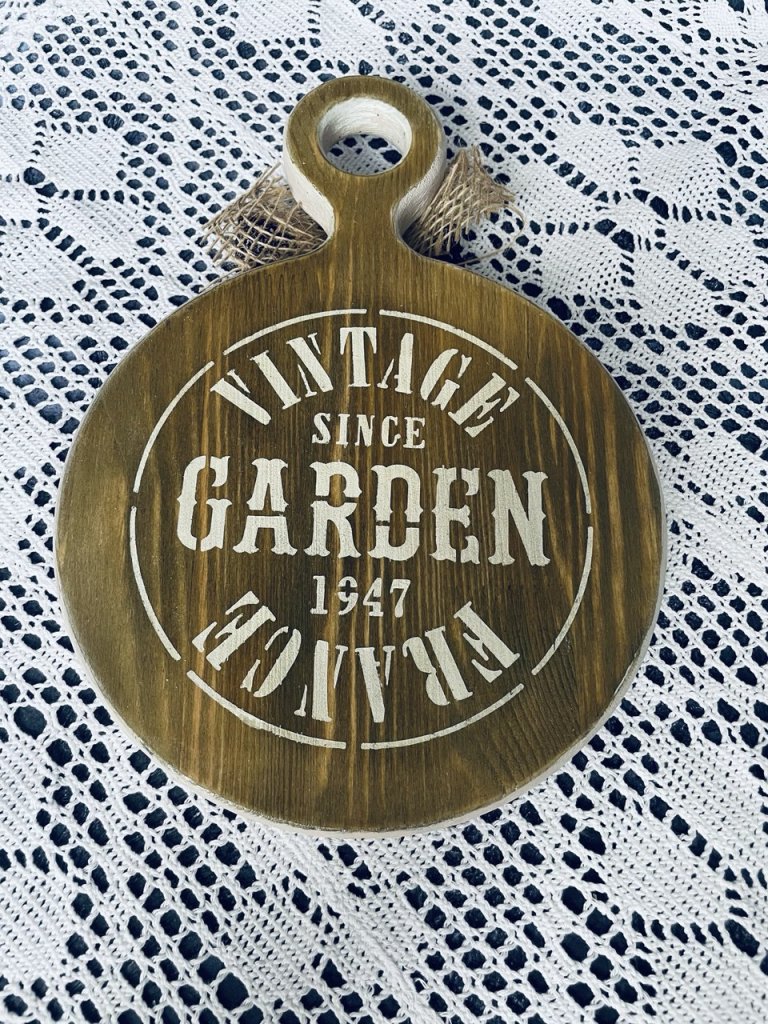 VINTAGE
SINCE
GARDEN
1947
FRANCE